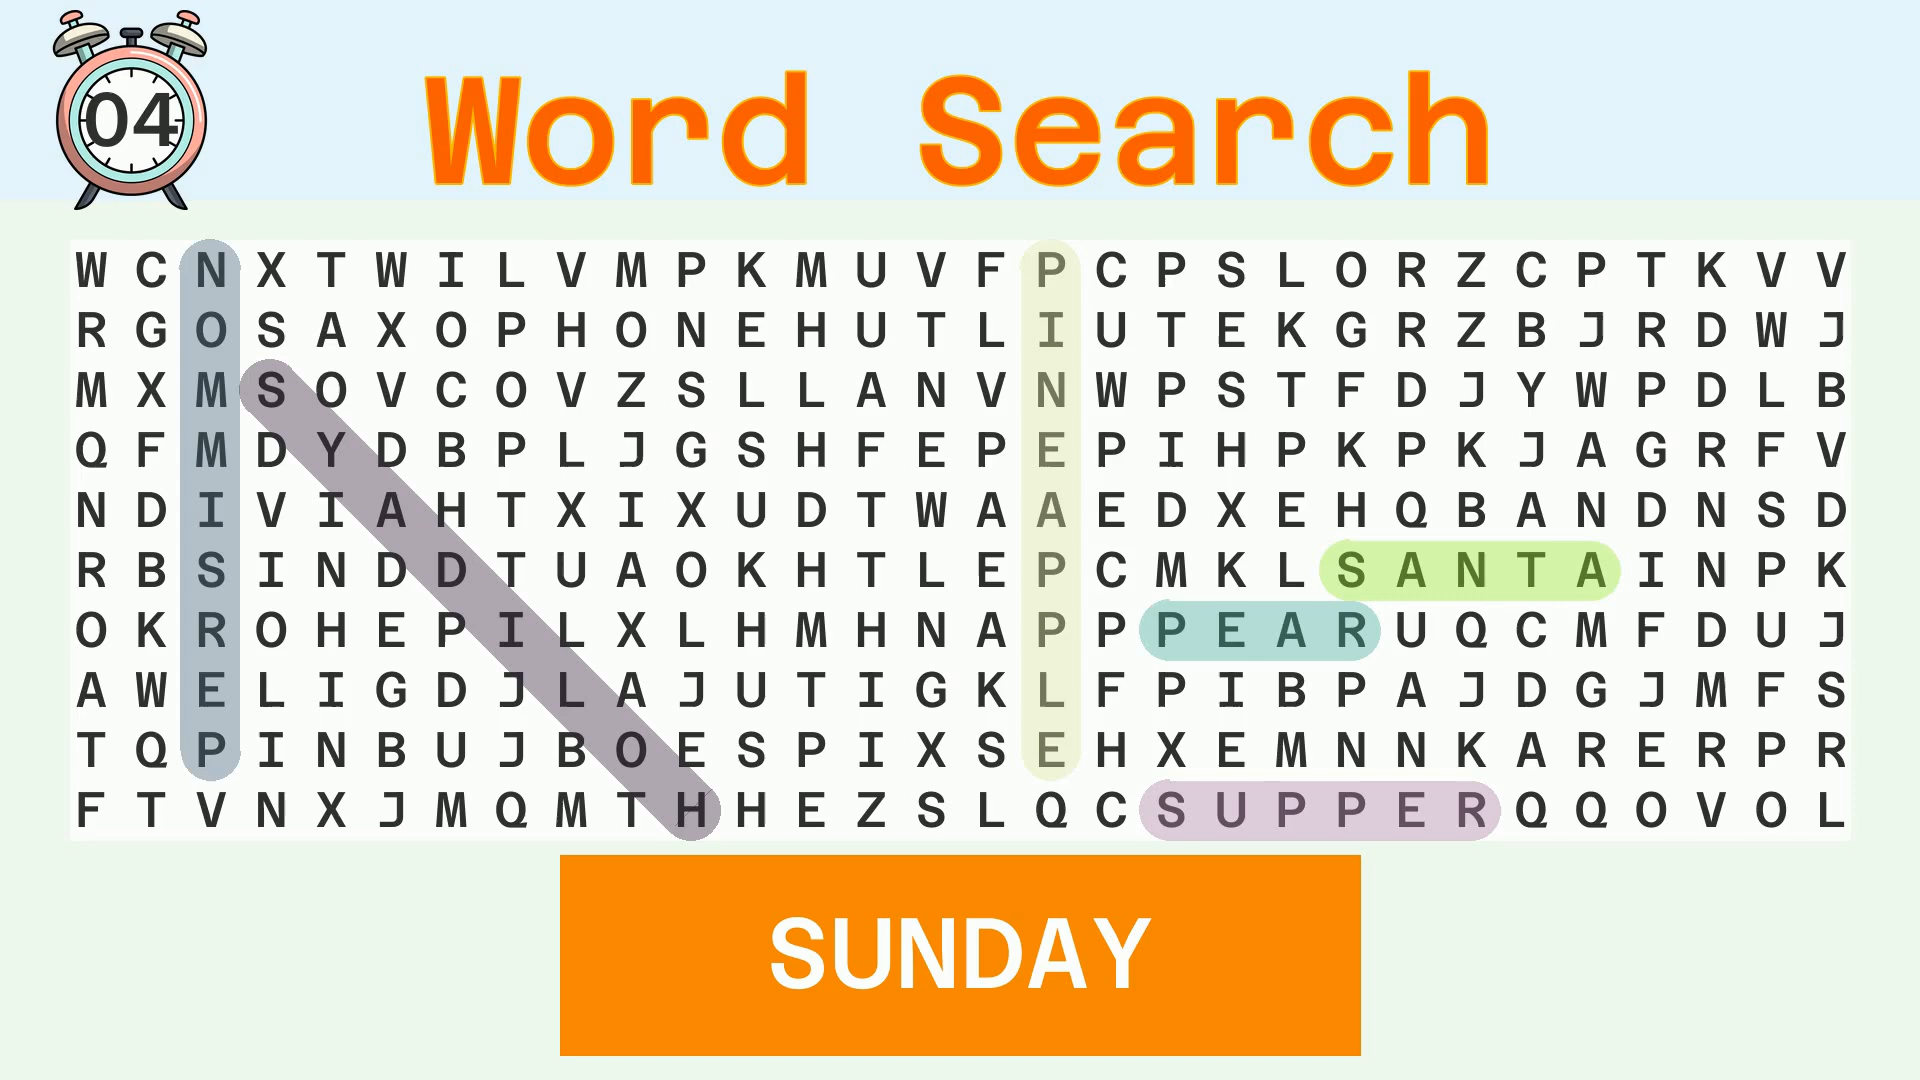 04
Word Search
W C N X T W I L V M P K M U V F P C P S L O R Z C P T K V V
R G O S A X O P H O N E H U T L I U T E K G R Z B J R D W J
M X M S O V C O V Z S L L A N V N W P S T F D J Y W P D L B
Q F M D Y D B P L J G S H F E P E P I H P K P K J A G R F V
N D I V I A H T X I X U D T W A A E D X E H Q B A N D N S D
R B S I N D D T U A O K H T L E P C M K L S A N T A I N P K
O K R O H E P I L X L H M H N A P P P E A R U Q C M F D U J
A W E L I G D J L A J U T I G K L F P I B P A J D G J M F S
T Q P I N B U J B O E S P I X S E H X E M N N K A R E R P R
F T V N X J M Q M T H H E Z S L Q C S U P P E R Q Q O V O L
SUNDAY